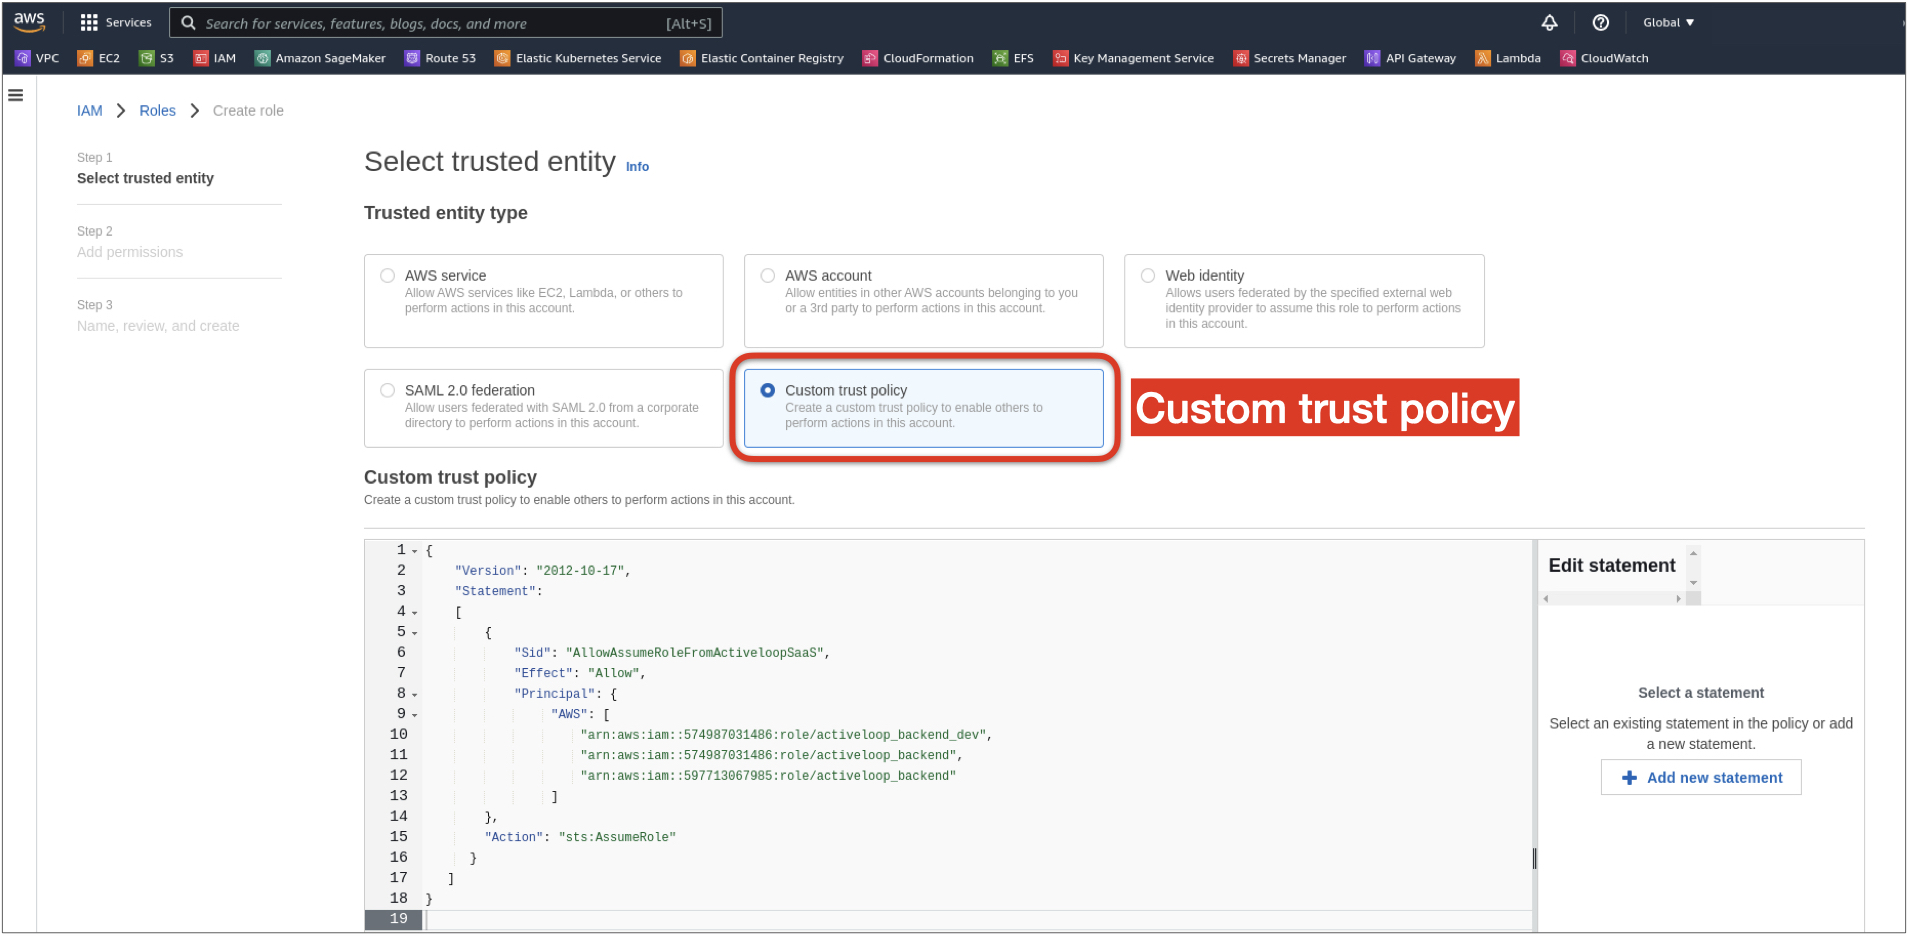 aws Services Search for services, features, blogs, docs, and more [Alt+S] Global ▼
VPC EC2 S3 IAM Amazon SageMaker Route 53 Elastic Kubernetes Service Elastic Container Registry CloudFormation EFS Key Management Service Secrets Manager API Gateway Lambda CloudWatch
IAM > Roles > Create role
Step 1
Select trusted entity
Step 2
Add permissions
Step 3
Name, review, and create
Select trusted entity Info
Trusted entity type
AWS service
Allow AWS services like EC2, Lambda, or others to
perform actions in this account.
AWS account
Allow entities in other AWS accounts belonging to you
or a 3rd party to perform actions in this account.
Web identity
Allows users federated by the specified external web
identity provider to assume this role to perform actions
in this account.
SAML 2.0 federation
Allow users federated with SAML 2.0 from a corporate
directory to perform actions in this account.
Custom trust policy
Create a custom trust policy to enable others to
perform actions in this account.
Custom trust policy
Custom trust policy
Create a custom trust policy to enable others to perform actions in this account.
1 {
2 "Version": "2012-10-17",
3 "Statement":
4 [
5 {
6 "Sid": "AllowAssumeRoleFromActiveloopSaaS",
7 "Effect": "Allow",
8 "Principal": {
9 "AWS": [
10 "arn:aws:iam::574987031486:role/activeloop_backend_dev",
11 "arn:aws:iam::574987031486:role/activeloop_backend",
12 "arn:aws:iam::597713067985:role/activeloop_backend"
13 ]
14 },
15 "Action": "sts:AssumeRole"
16 }
17 ]
18 }
19
Edit statement
Select a statement
Select an existing statement in the policy or add
a new statement.
+ Add new statement